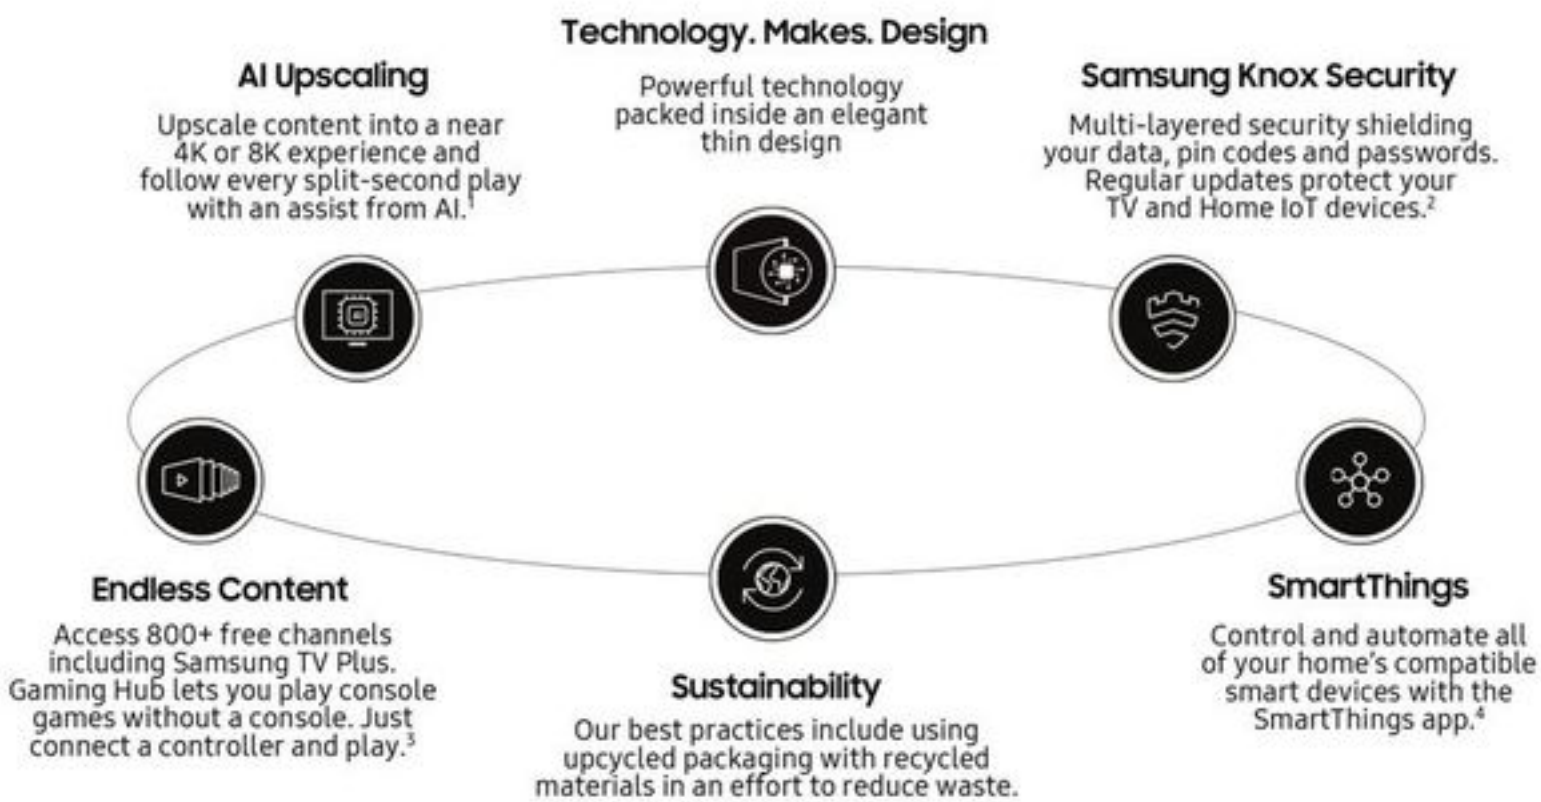 Technology. Makes. Design
Powerful technology
packed inside an elegant
thin design
AI Upscaling
Upscale content into a near
4K or 8K experience and
follow every split-second play
with an assist from AI.¹
Samsung Knox Security
Multi-layered security shielding
your data, pin codes and passwords.
Regular updates protect your
TV and Home IoT devices.²
AI
Endless Content
Access 800+ free channels
including Samsung TV Plus.
Gaming Hub lets you play console
games without a console. Just
connect a controller and play.³
Sustainability
Our best practices include using
upcycled packaging with recycled
materials in an effort to reduce waste.
SmartThings
Control and automate all
of your home's compatible
smart devices with the
SmartThings app.⁴